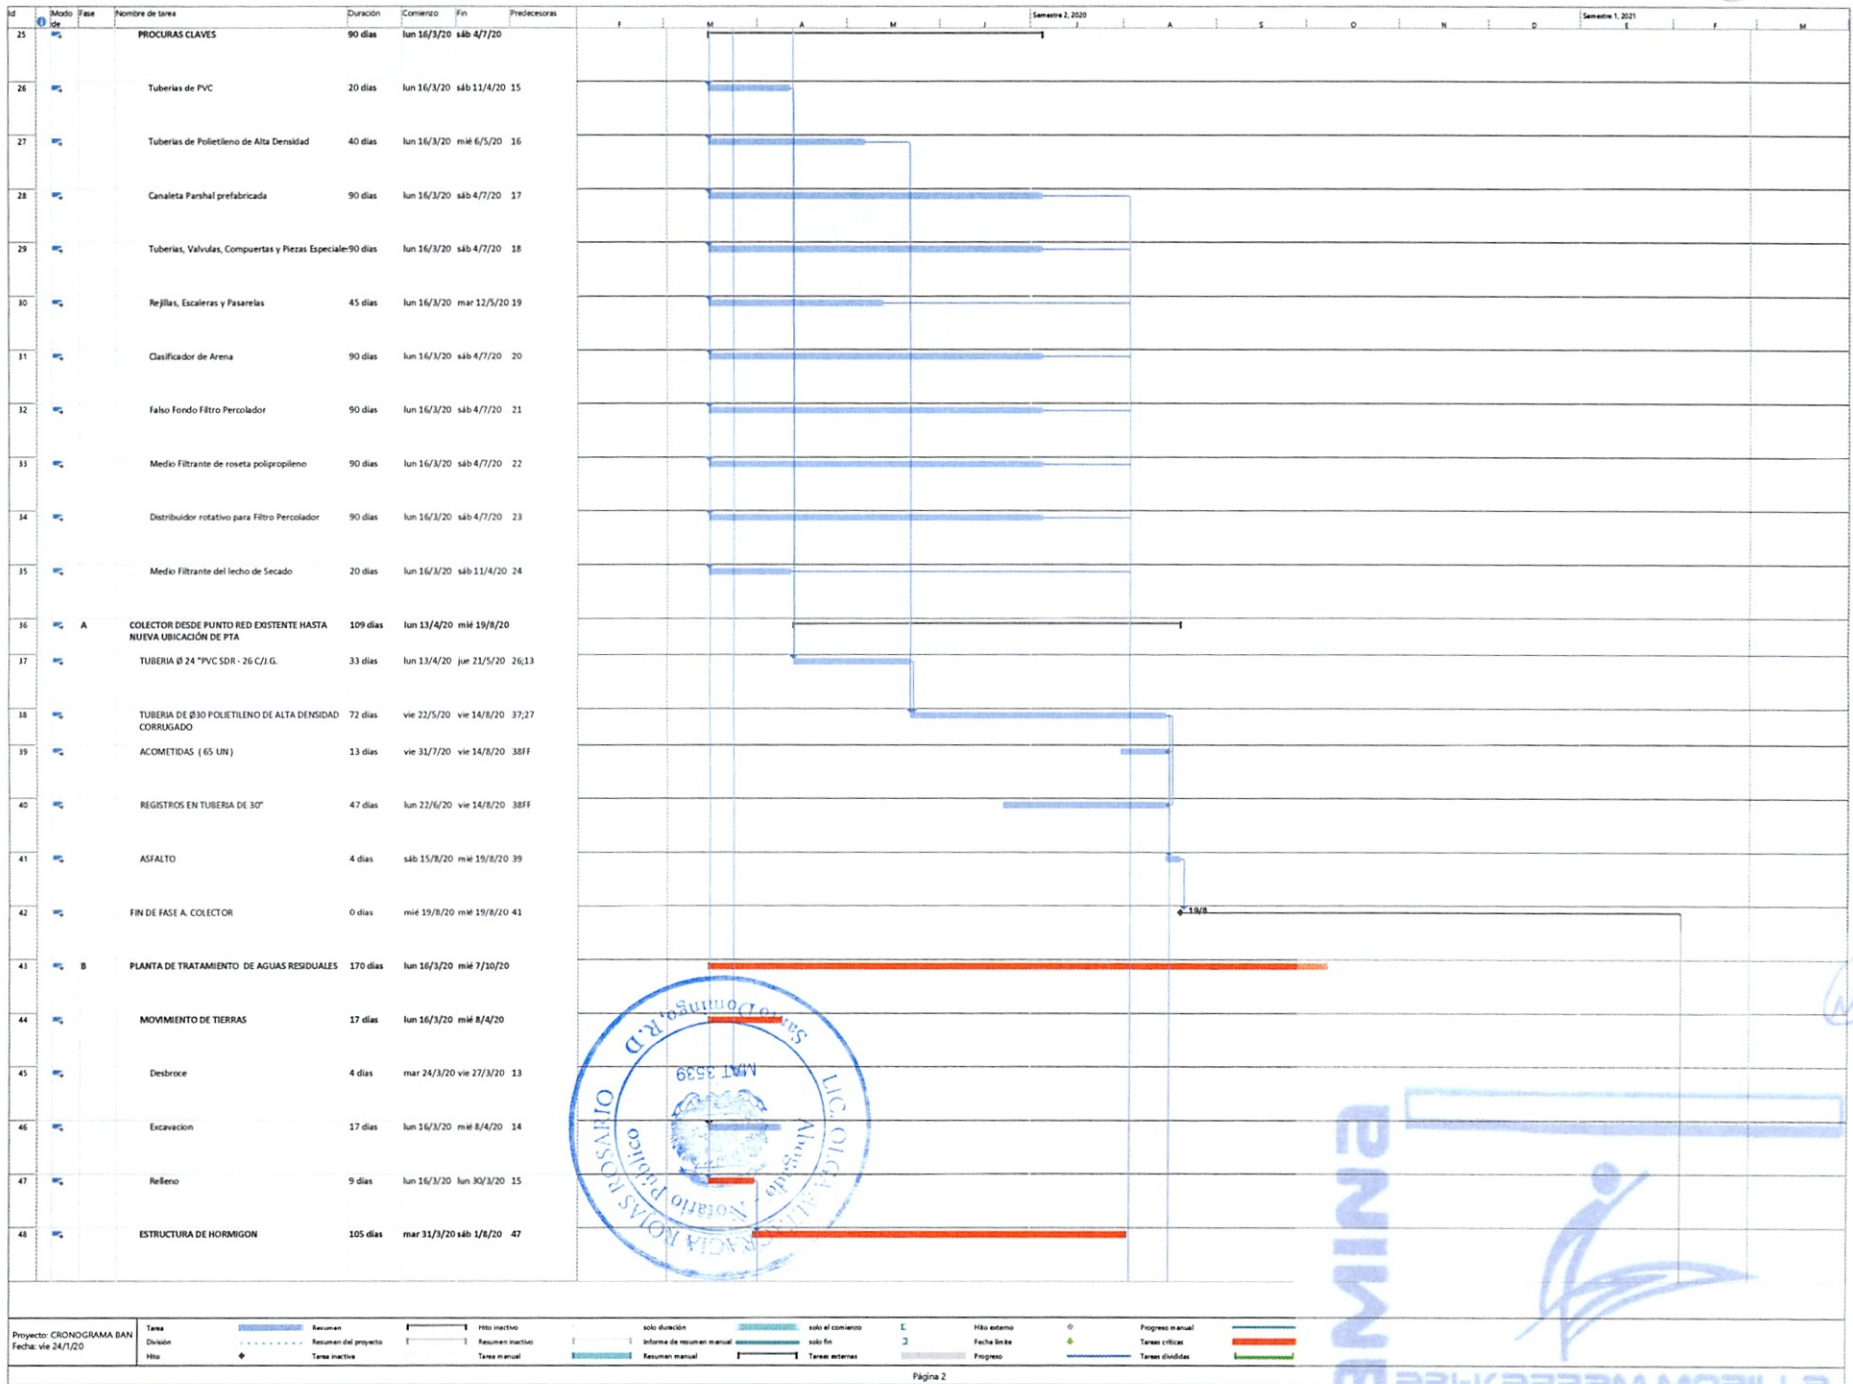 Id Modo de Fase Nombre de tarea Duración Comienzo Fin Predecesoras
Semestre 2, 2020 Semestre 1, 2021
F M A M J J A S O N D E F M
25 PROCURAS CLAVES 90 días lun 16/3/20 sáb 4/7/20
26 Tuberias de PVC 20 días lun 16/3/20 sáb 11/4/20 15
27 Tuberias de Polietileno de Alta Densidad 40 días lun 16/3/20 mié 6/5/20 16
28 Canaleta Parshal prefabricada 90 días lun 16/3/20 sáb 4/7/20 17
29 Tuberias, Valvulas, Compuertas y Piezas Especiale 90 días lun 16/3/20 sáb 4/7/20 18
30 Rejillas, Escaleras y Pasarelas 45 días lun 16/3/20 mar 12/5/20 19
31 Clasificador de Arena 90 días lun 16/3/20 sáb 4/7/20 20
32 Falso Fondo Filtro Percolador 90 días lun 16/3/20 sáb 4/7/20 21
33 Medio Filtrante de roseta polipropileno 90 días lun 16/3/20 sáb 4/7/20 22
34 Distribuidor rotativo para Filtro Percolador 90 días lun 16/3/20 sáb 4/7/20 23
35 Medio Filtrante del lecho de Secado 20 días lun 16/3/20 sáb 11/4/20 24
36 A COLECTOR DESDE PUNTO RED EXISTENTE HASTA 109 días lun 13/4/20 mié 19/8/20
NUEVA UBICACIÓN DE PTA
37 TUBERIA Ø 24 "PVC SDR - 26 C/J.G. 33 días lun 13/4/20 jue 21/5/20 26;13
38 TUBERIA DE Ø30 POLIETILENO DE ALTA DENSIDAD 72 días vie 22/5/20 vie 14/8/20 37;27
CORRUGADO
39 ACOMETIDAS ( 65 UN ) 13 días vie 31/7/20 vie 14/8/20 38FF
40 REGISTROS EN TUBERIA DE 30" 47 días lun 22/6/20 vie 14/8/20 38FF
41 ASFALTO 4 días sáb 15/8/20 mié 19/8/20 39
42 FIN DE FASE A. COLECTOR 0 días mié 19/8/20 mié 19/8/20 41
19/8
43 B PLANTA DE TRATAMIENTO DE AGUAS RESIDUALES 170 días lun 16/3/20 mié 7/10/20
44 MOVIMIENTO DE TIERRAS 17 días lun 16/3/20 mié 8/4/20
45 Desbroce 4 días mar 24/3/20 vie 27/3/20 13
46 Excavacion 17 días lun 16/3/20 mié 8/4/20 14
47 Relleno 9 días lun 16/3/20 lun 30/3/20 15
48 ESTRUCTURA DE HORMIGON 105 días mar 31/3/20 sáb 1/8/20 47
LIC. OLGA ALTAGRACIA ROJAS ROSARIO
Abogado - Notario Público
MAT 3539
Santo Domingo, R.D
Proyecto: CRONOGRAMA BAN
Fecha: vie 24/1/20
Tarea Resumen Hito inactivo solo duración solo el comienzo Hito externo Progreso manual
División Resumen del proyecto Resumen inactivo Informe de resumen manual solo fin Fecha límite Tareas críticas
Hito Tarea inactiva Tarea manual Resumen manual Tareas externas Progreso Tareas divididas
Página 2